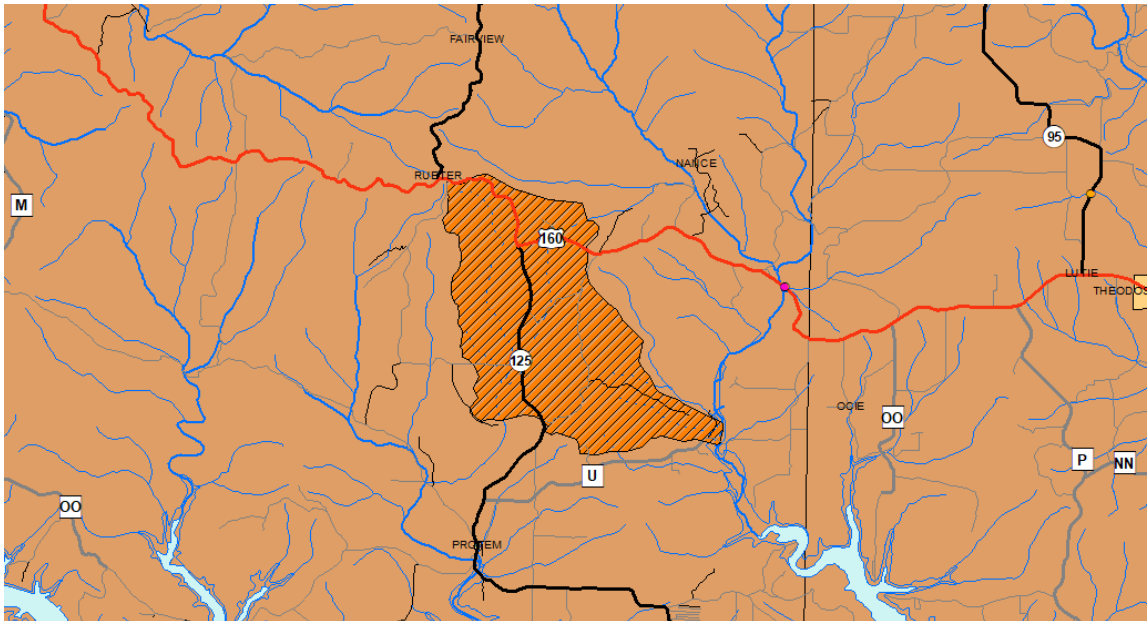 FAIRVIEW
95
NANCE
RUETER
M
160
LUTIE
THEODOS
125
OCIE
OO
P
NN
U
OO
PROTEM